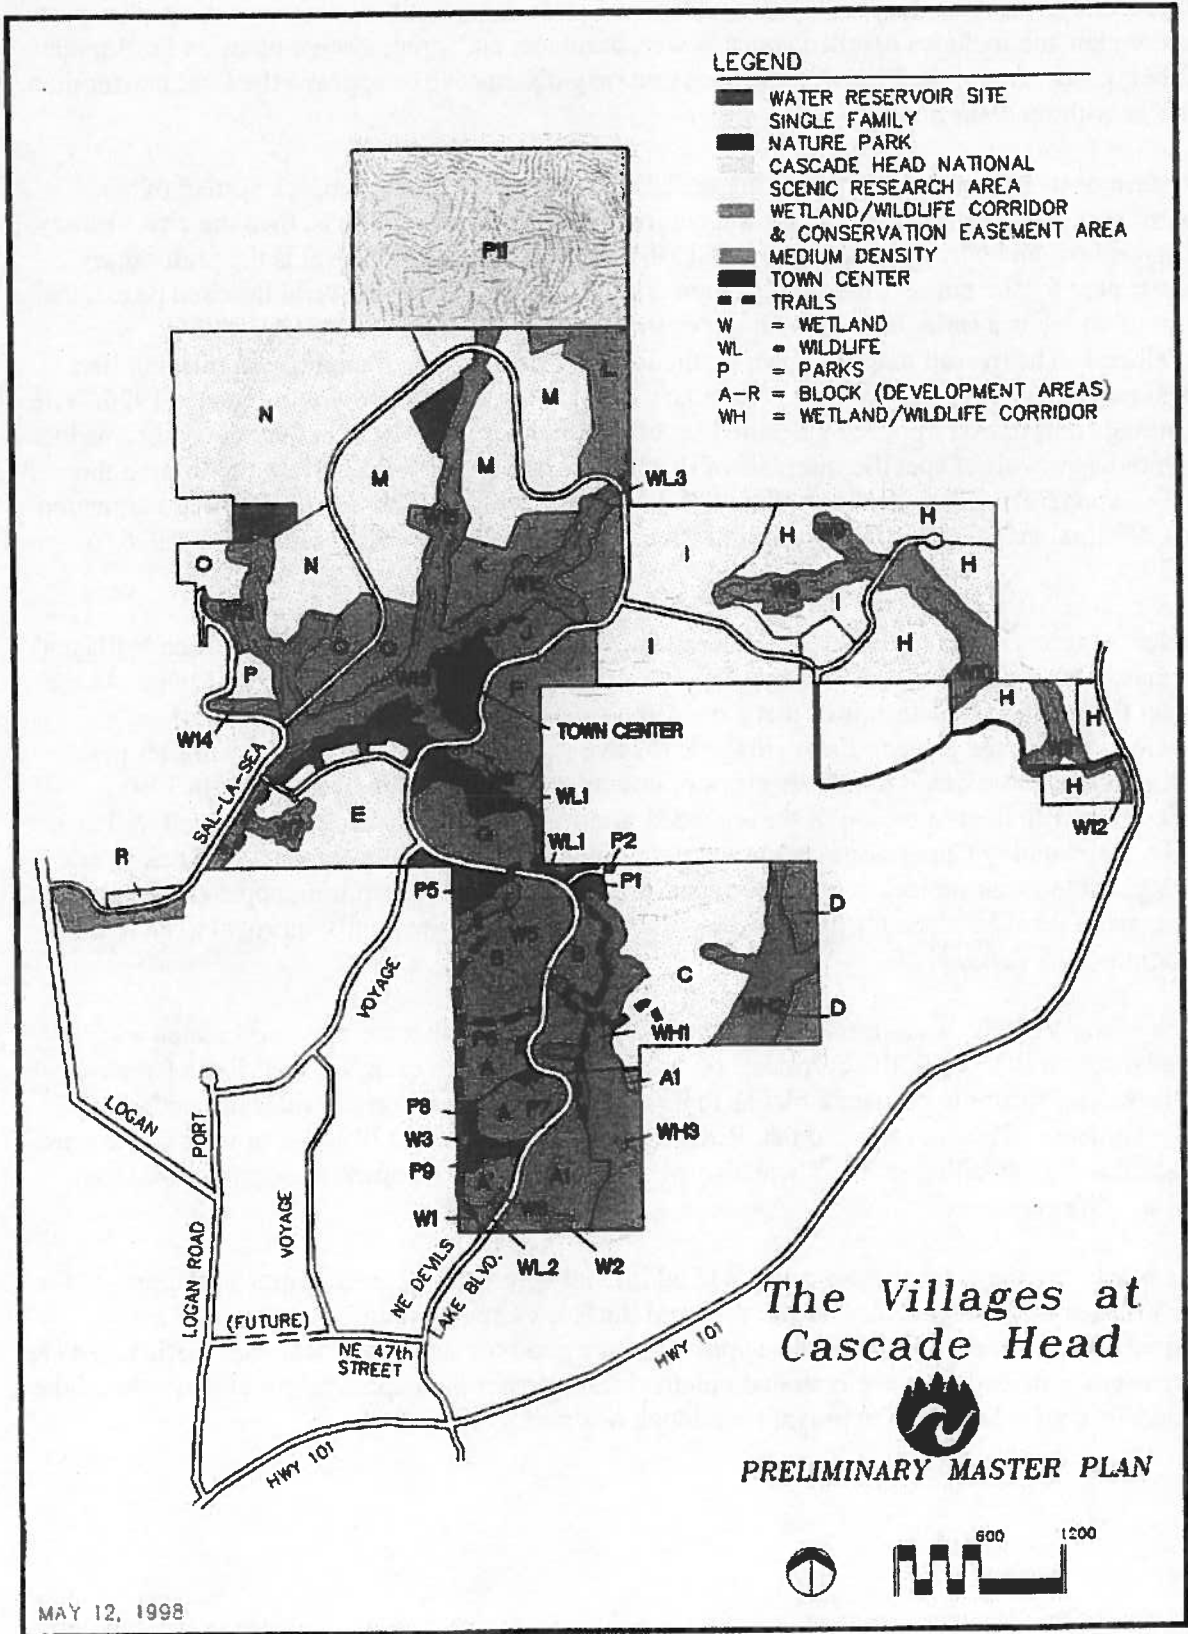 LEGEND
WATER RESERVOIR SITE
SINGLE FAMILY
NATURE PARK
CASCADE HEAD NATIONAL
SCENIC RESEARCH AREA
WETLAND/WILDLIFE CORRIDOR
& CONSERVATION EASEMENT AREA
MEDIUM DENSITY
TOWN CENTER
TRAILS
W = WETLAND
WL = WILDLIFE
P = PARKS
A-R = BLOCK (DEVELOPMENT AREAS)
WH = WETLAND/WILDLIFE CORRIDOR
P11
N
M
M
M
L
WL3
H
H
H
I
O
N
K
W9
I
I
H
J
P
O
O
F
H
H
W14
TOWN CENTER
H
W12
SAL-LA-SEA
E
WL1
WL1
P2
G
R
P5
P1
D
B
B
C
VOYAGE
WH2
D
WH1
A
A1
P8
A
P7
W3
WH3
P9
A
A1
W1
WL2
W2
LOGAN
PORT
VOYAGE
LOGAN ROAD
NE DEVILS
LAKE BLVD.
(FUTURE)
NE 47th
STREET
HWY 101
HWY 101
The Villages at
Cascade Head
PRELIMINARY MASTER PLAN
600 1200
MAY 12, 1998